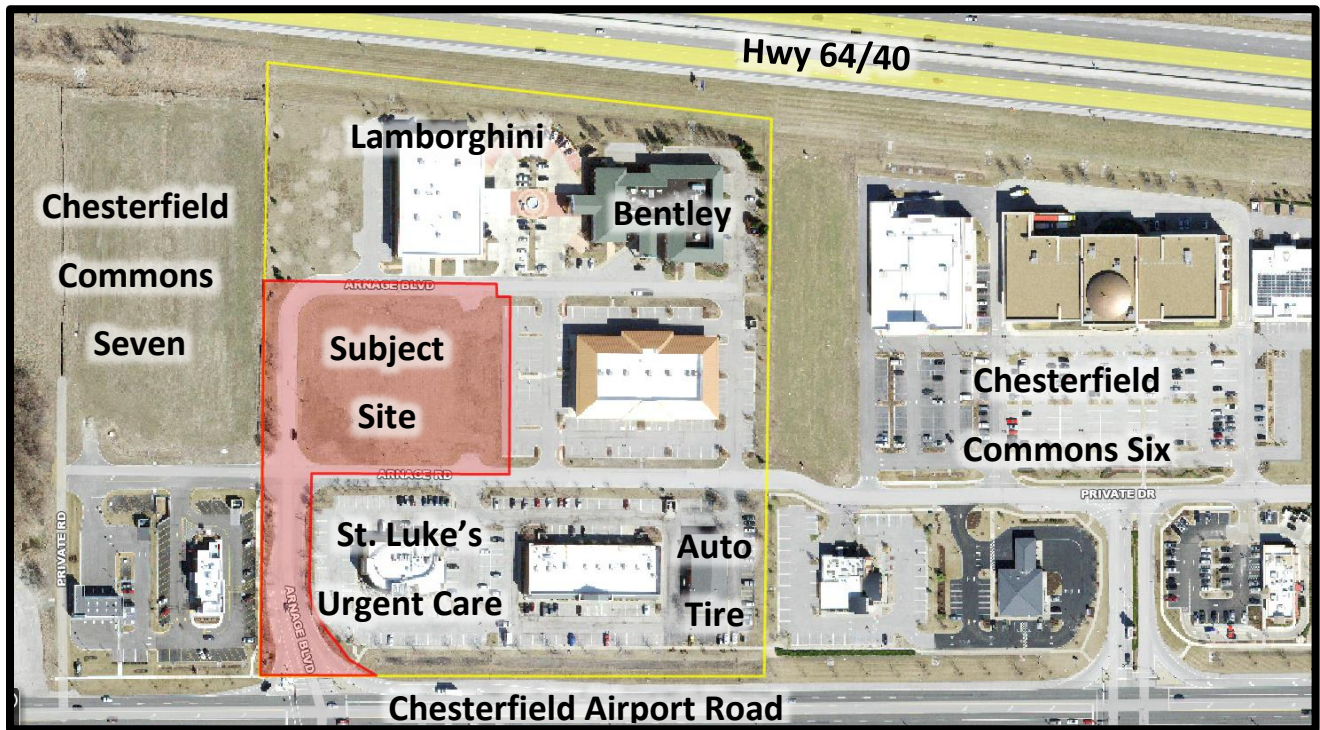 Hwy 64/40
Lamborghini
Bentley
Chesterfield
Commons
Seven
ARNAGE BLVD
Subject
Site
Chesterfield
Commons Six
ARNAGE RD
PRIVATE DR
PRIVATE RD
St. Luke's
Urgent Care
Auto
Tire
ARNAGE BLVD
Chesterfield Airport Road